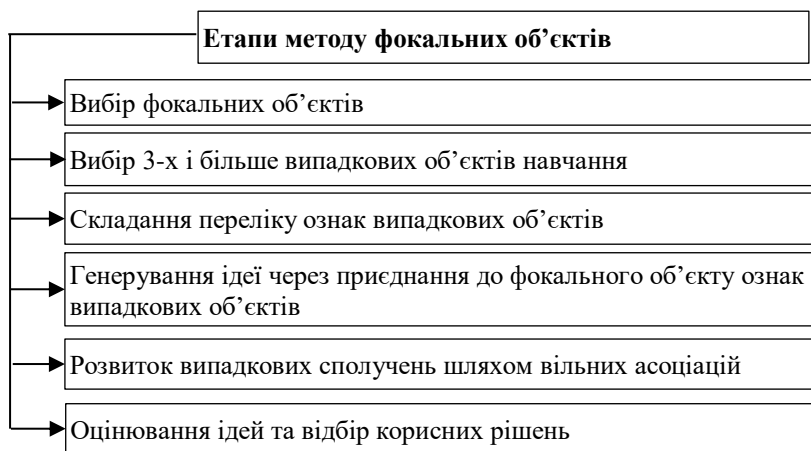 Етапи методу фокальних об’єктів
Вибір фокальних об’єктів
Вибір 3-х і більше випадкових об’єктів навчання
Складання переліку ознак випадкових об’єктів
Генерування ідеї через приєднання до фокального об’єкту ознак
випадкових об’єктів
Розвиток випадкових сполучень шляхом вільних асоціацій
Оцінювання ідей та відбір корисних рішень